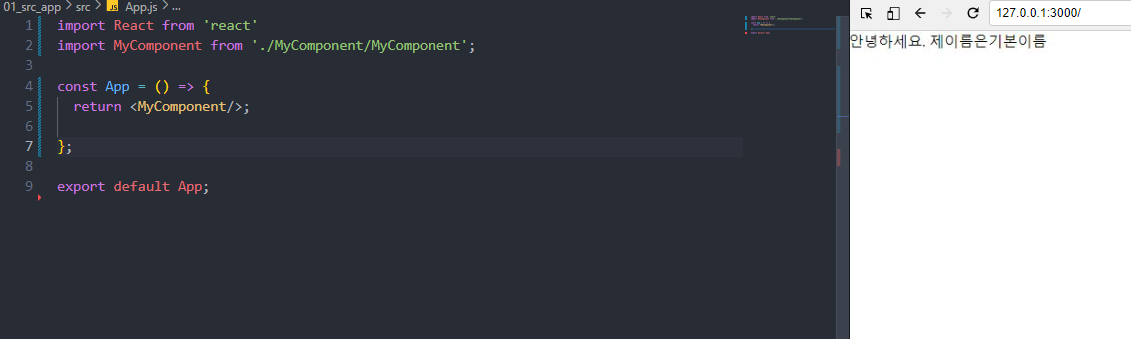 01_src_app > src > JS App.js > ...
127.0.0.1:3000/
1 import React from 'react'
2 import MyComponent from './MyComponent/MyComponent';
3
4 const App = () => {
5 return <MyComponent/>;
6
7 };
8
9 export default App;
안녕하세요, 제이름은기본이름